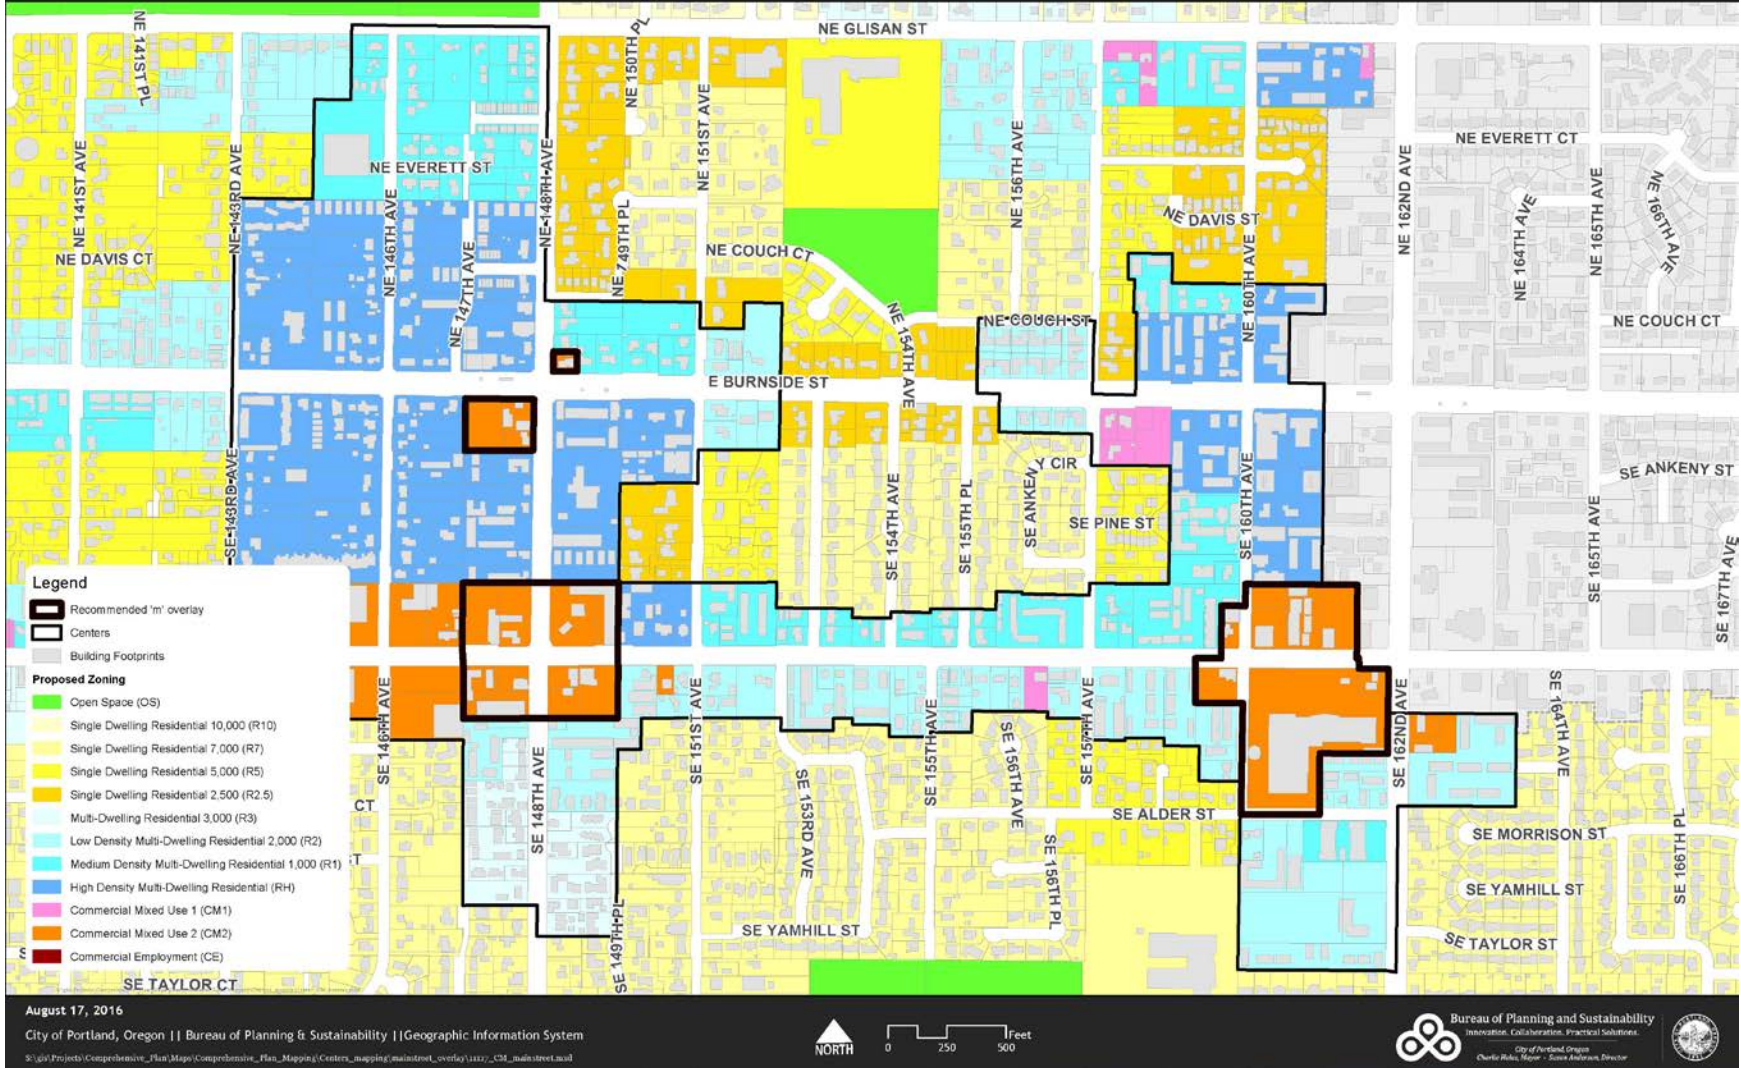 NE GLISAN ST
NE 141ST PL
NE 150TH PL
NE 151ST AVE
NE 141ST AVE
NE 143RD AVE
NE EVERETT ST
NE 146TH AVE
NE 147TH AVE
NE 148TH AVE
NE 149TH PL
NE 156TH AVE
NE 162ND AVE
NE EVERETT CT
NE 164TH AVE
NE 165TH AVE
NE 166TH AVE
NE DAVIS CT
NE COUCH CT
NE DAVIS ST
NE 160TH AVE
NE 154TH AVE
NE COUCH ST
NE COUCH CT
E BURNSIDE ST
SE 143RD AVE
SE 154TH AVE
SE 155TH PL
SE ANKEN
Y CIR
SE PINE ST
SE 160TH AVE
SE ANKENY ST
SE 165TH AVE
SE 167TH AVE
Legend
Recommended 'm' overlay
Centers
Building Footprints
Proposed Zoning
Open Space (OS)
Single Dwelling Residential 10,000 (R10)
Single Dwelling Residential 7,000 (R7)
Single Dwelling Residential 5,000 (R5)
Single Dwelling Residential 2,500 (R2.5)
Multi-Dwelling Residential 3,000 (R3)
Low Density Multi-Dwelling Residential 2,000 (R2)
Medium Density Multi-Dwelling Residential 1,000 (R1)
High Density Multi-Dwelling Residential (RH)
Commercial Mixed Use 1 (CM1)
Commercial Mixed Use 2 (CM2)
Commercial Employment (CE)
SE 146TH AVE
SE 148TH AVE
SE 149TH PL
SE 151ST AVE
SE 153RD AVE
SE 155TH AVE
SE 156TH AVE
SE 156TH PL
SE 157TH AVE
SE 162ND AVE
SE 164TH AVE
SE 166TH PL
CT
T
S
SE ALDER ST
SE MORRISON ST
SE YAMHILL ST
SE YAMHILL ST
SE TAYLOR ST
SE TAYLOR CT
August 17, 2016
City of Portland, Oregon || Bureau of Planning & Sustainability ||Geographic Information System
NORTH
0 250 500
Feet
Bureau of Planning and Sustainability
Innovation. Collaboration. Practical Solutions.
City of Portland, Oregon
Charlie Hales, Mayor - Susan Anderson, Director